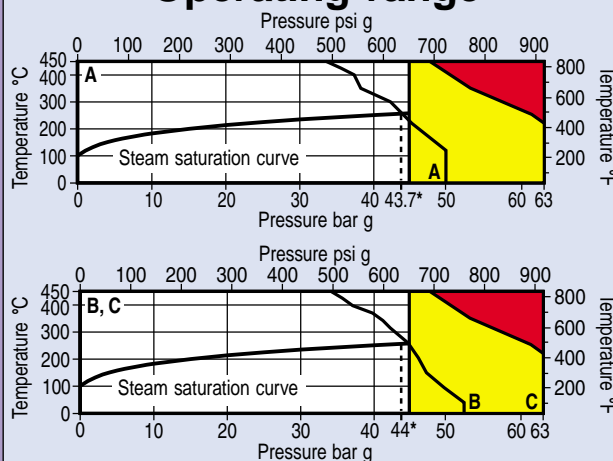 Operating range
Pressure psi g
0 100 200 300 400 500 600 700 800 900
Temperature °C
450
400
300
200
100
0
A
Steam saturation curve
A
800
600
400
200
Temperature °F
0 10 20 30 40 43.7* 50 60 63
Pressure bar g
Pressure psi g
0 100 200 300 400 500 600 700 800 900
Temperature °C
450
400
300
200
100
0
B, C
Steam saturation curve
B
C
800
600
400
200
Temperature °F
0 10 20 30 40 44* 50 60 63
Pressure bar g